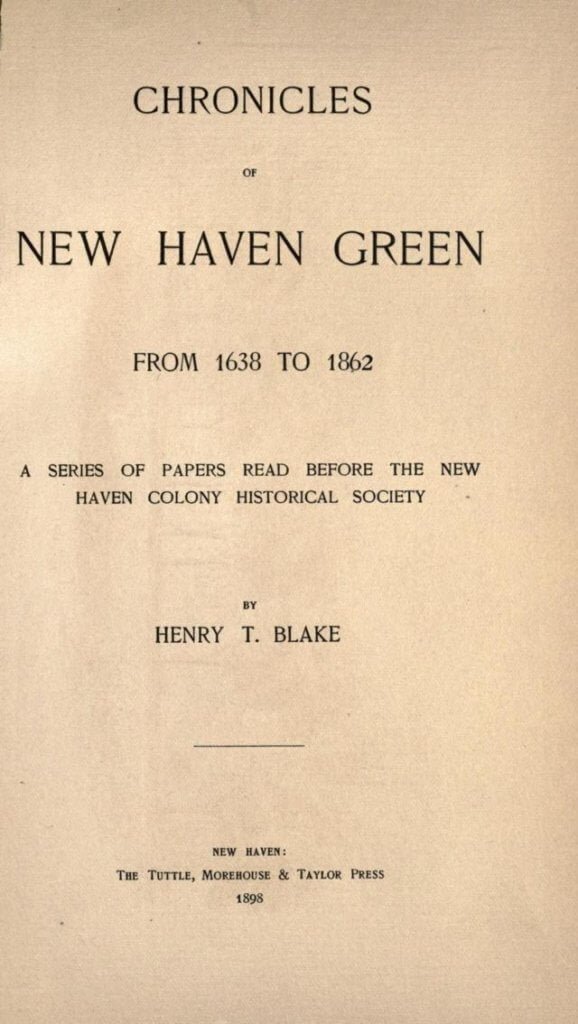 CHRONICLES
OF
NEW HAVEN GREEN
FROM 1638 TO 1862
A SERIES OF PAPERS READ BEFORE THE NEW
HAVEN COLONY HISTORICAL SOCIETY
BY
HENRY T. BLAKE
NEW HAVEN:
THE TUTTLE, MOREHOUSE & TAYLOR PRESS
1898